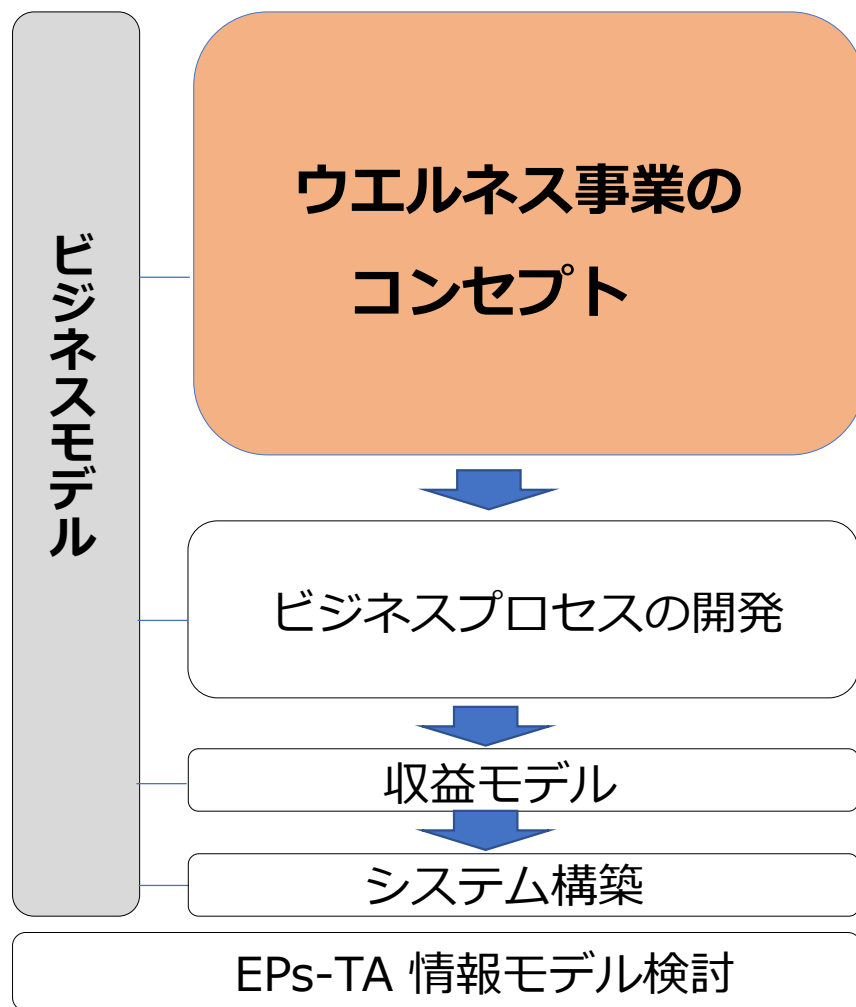 ビジネスモデル
ウエルネス事業の
コンセプト
ビジネスプロセスの開発
収益モデル
システム構築
EPs-TA 情報モデル検討